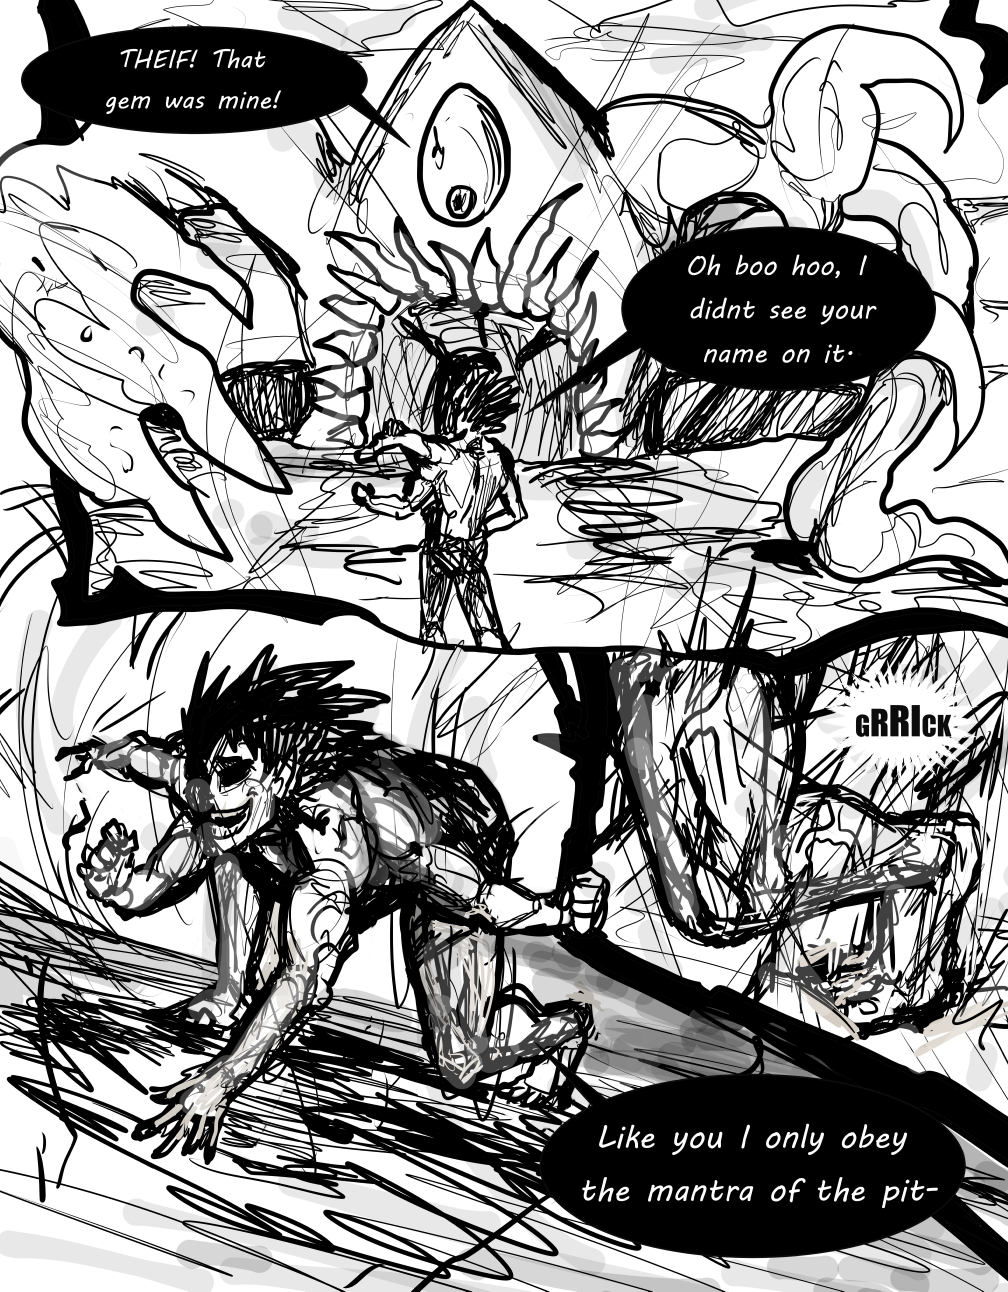 THEIF! That
gem was mine!
Oh boo hoo, I
didnt see your
name on it.
GRRICK
Like you I only obey
the mantra of the pit-